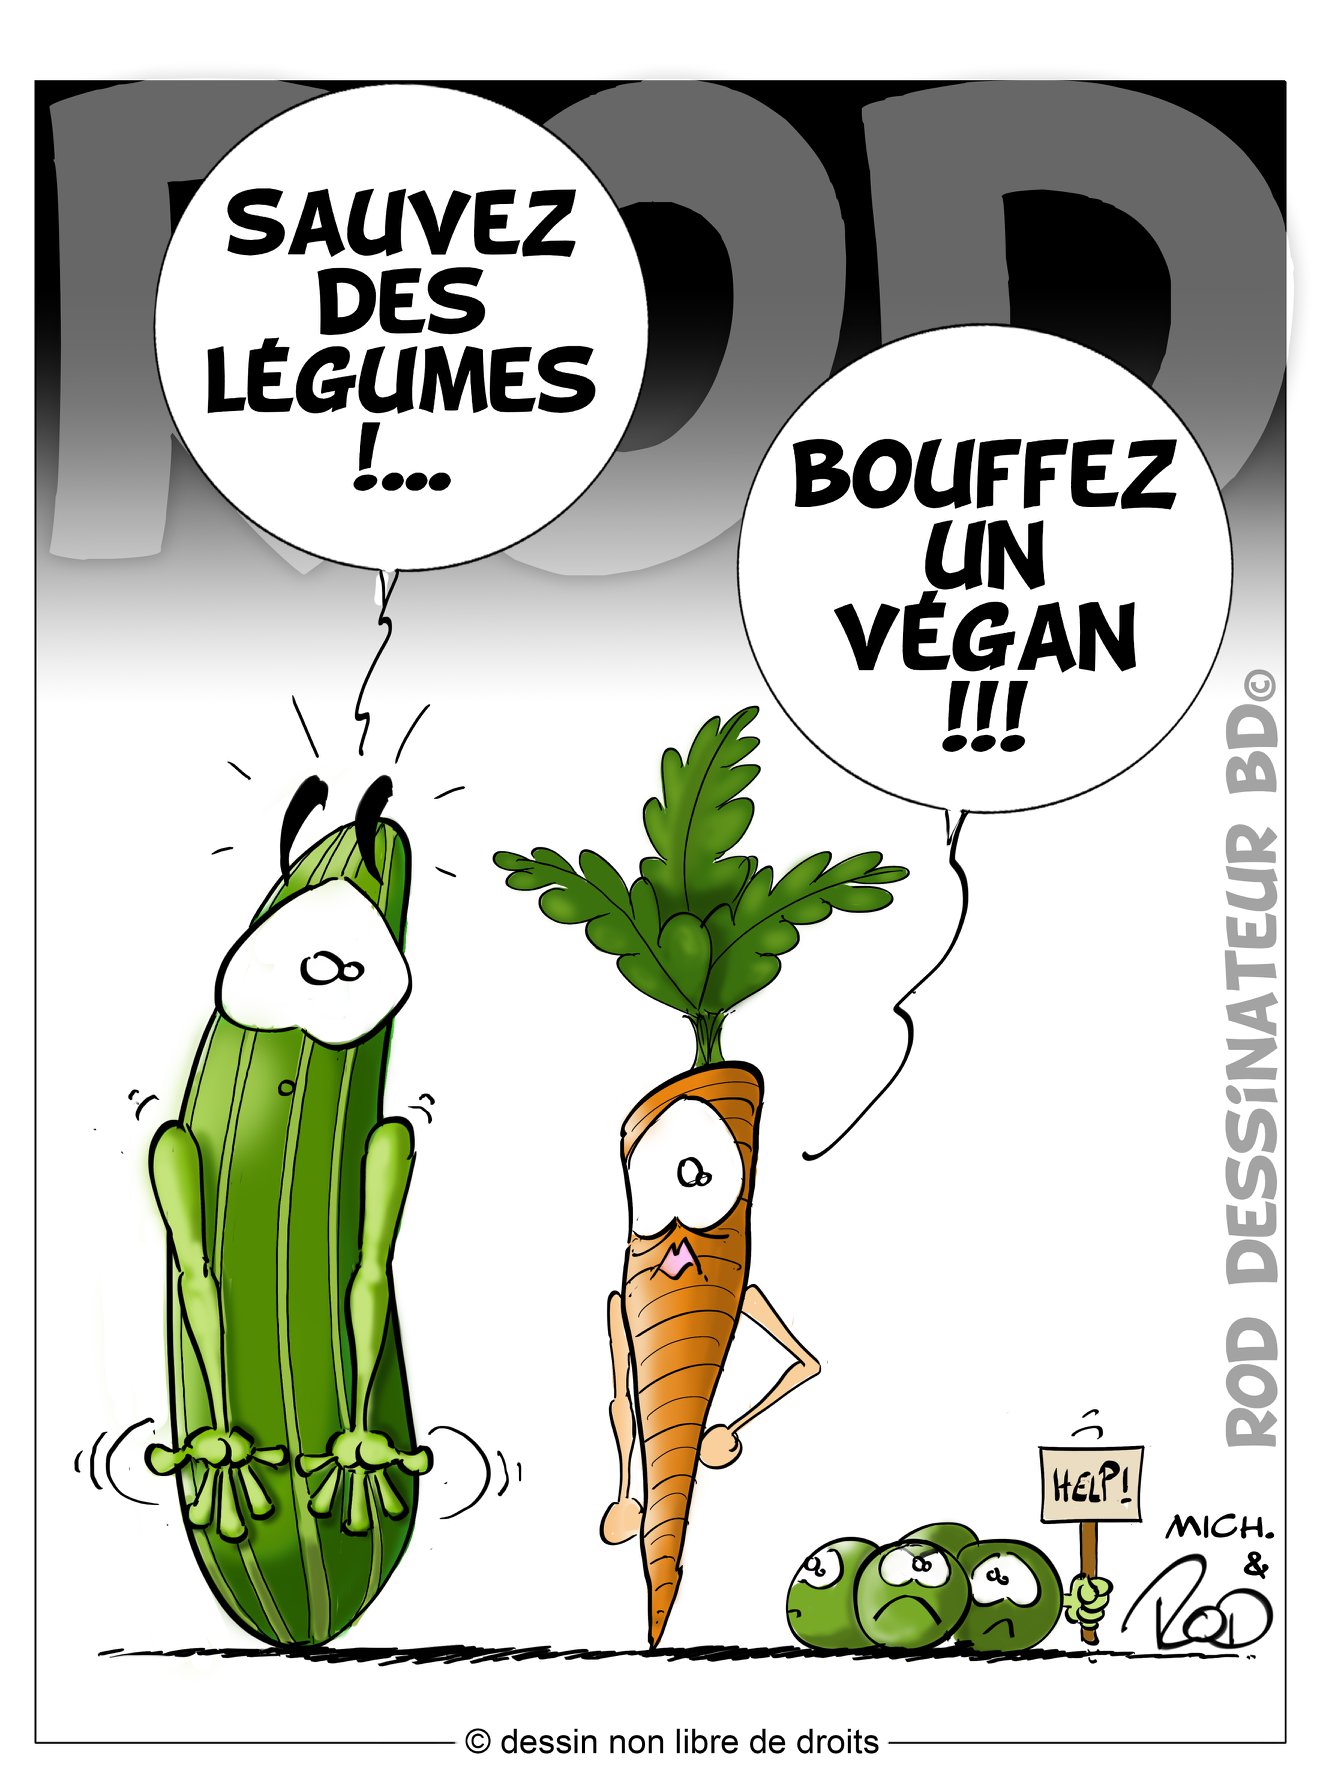 ROD
SAUVEZ
DES
LÉGUMES
!...
BOUFFEZ
UN
VÉGAN
!!!
ROD DESSiNATEUR BD©
HELP!
MICH.
&
ROD
© dessin non libre de droits